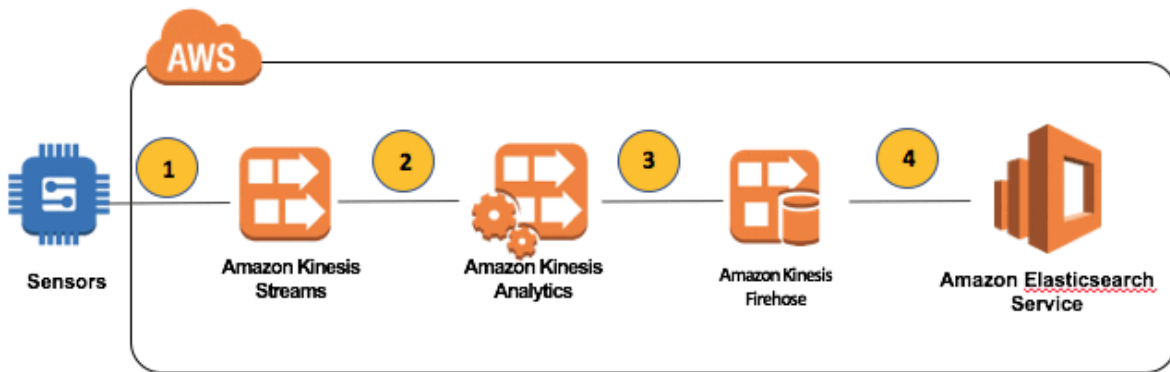 AWS
1
2
3
4
Sensors
Amazon Kinesis
Streams
Amazon Kinesis
Analytics
Amazon Kinesis
Firehose
Amazon Elasticsearch
Service